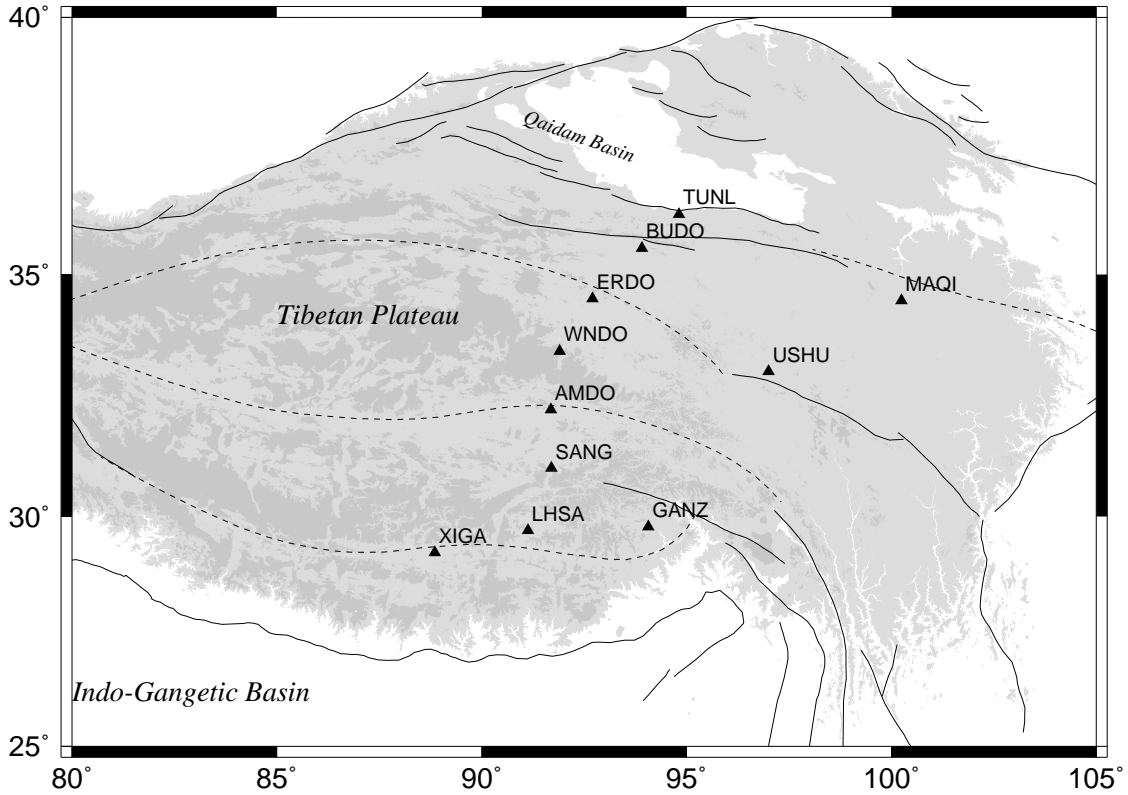 40°
Qaidam Basin
TUNL
BUDO
35°
ERDO
MAQI
Tibetan Plateau
WNDO
USHU
AMDO
SANG
30°
LHSA
GANZ
XIGA
Indo-Gangetic Basin
25°
80°
85°
90°
95°
100°
105°